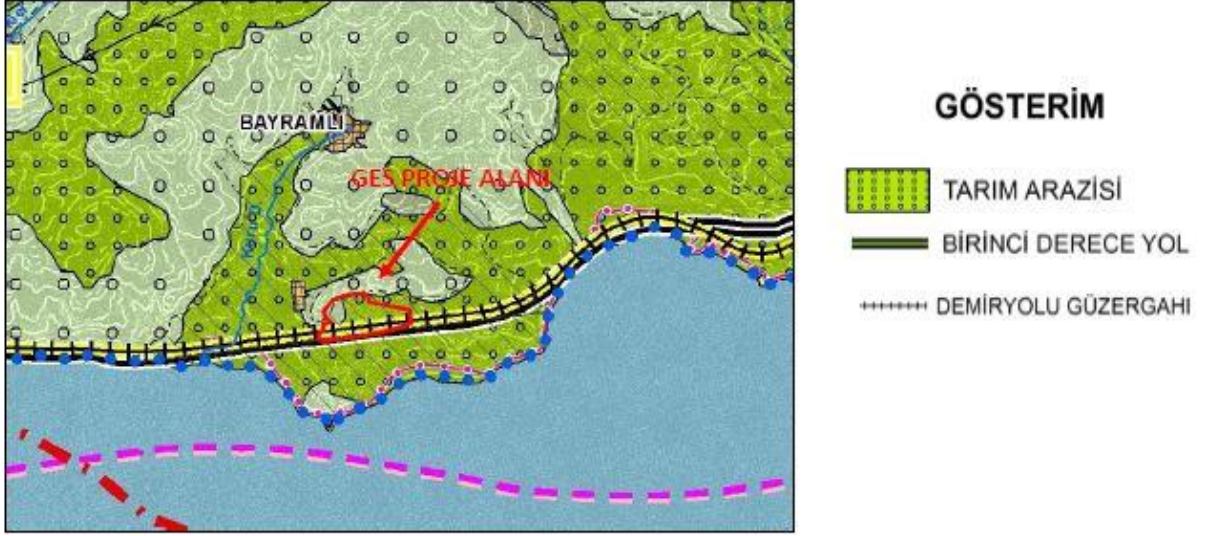 BAYRAMLI
GES PROJE ALANI
GÖSTERİM
TARIM ARAZİSİ
BİRİNCİ DERECE YOL
DEMİRYOLU GÜZERGAHI